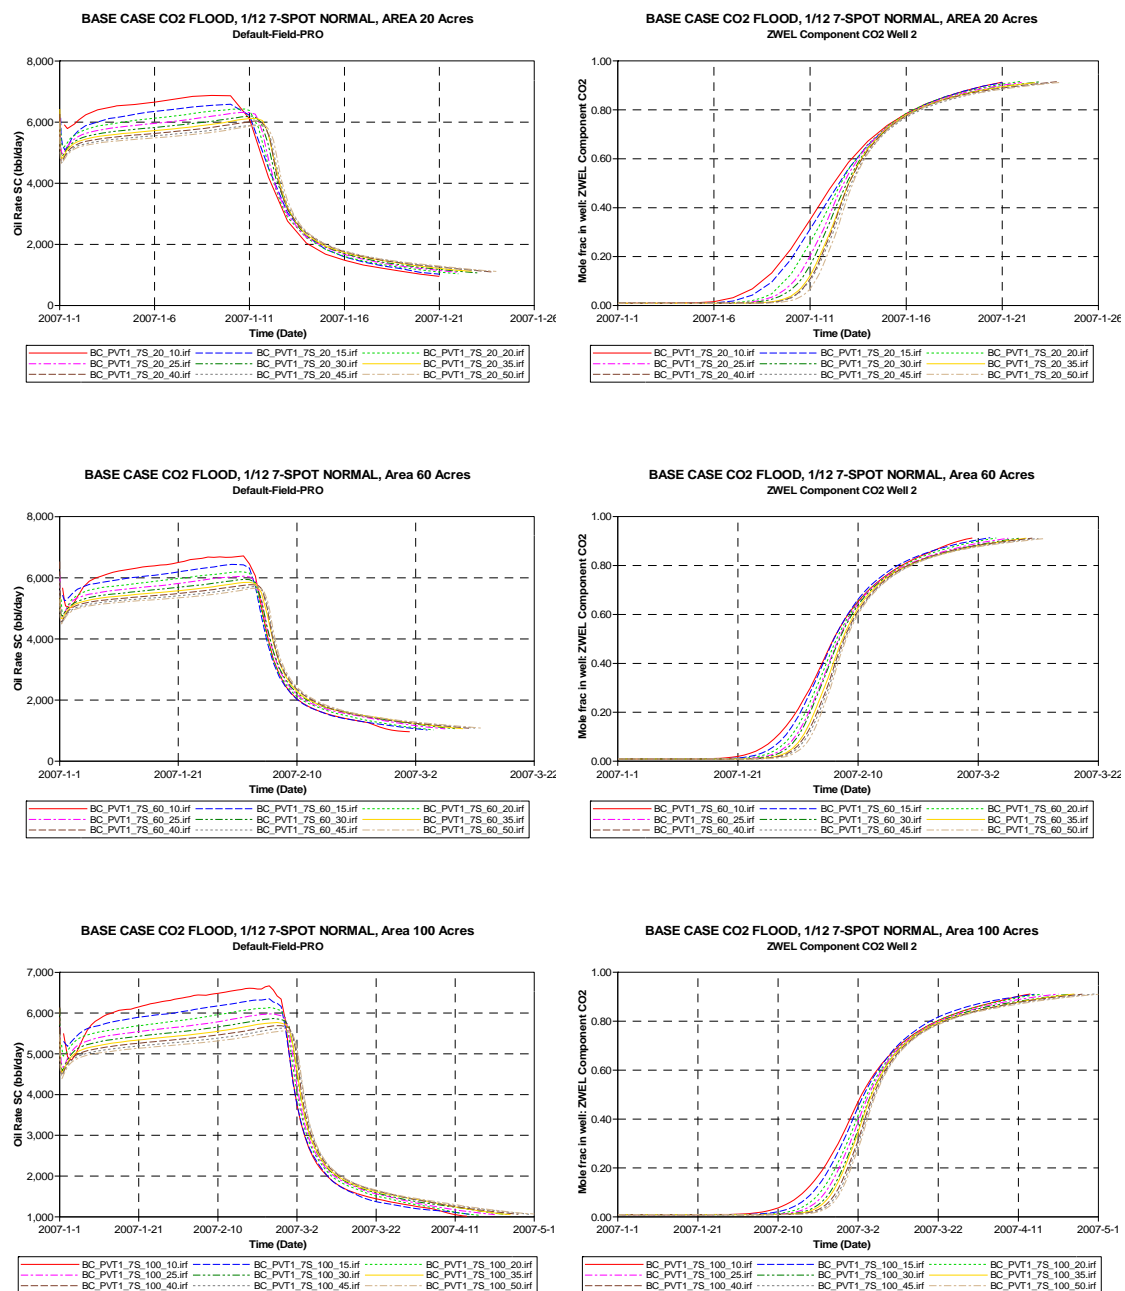 BASE CASE CO2 FLOOD, 1/12 7-SPOT NORMAL, AREA 20 Acres
Default-Field-PRO
8,000
6,000
4,000
2,000
0
Oil Rate SC (bbl/day)
2007-1-1 2007-1-6 2007-1-11 2007-1-16 2007-1-21 2007-1-26
Time (Date)
BC_PVT1_7S_20_10.irf BC_PVT1_7S_20_15.irf BC_PVT1_7S_20_20.irf
BC_PVT1_7S_20_25.irf BC_PVT1_7S_20_30.irf BC_PVT1_7S_20_35.irf
BC_PVT1_7S_20_40.irf BC_PVT1_7S_20_45.irf BC_PVT1_7S_20_50.irf
BASE CASE CO2 FLOOD, 1/12 7-SPOT NORMAL, AREA 20 Acres
ZWEL Component CO2 Well 2
1.00
0.80
0.60
0.40
0.20
0.00
Mole frac in well: ZWEL Component CO2
2007-1-1 2007-1-6 2007-1-11 2007-1-16 2007-1-21 2007-1-26
Time (Date)
BC_PVT1_7S_20_10.irf BC_PVT1_7S_20_15.irf BC_PVT1_7S_20_20.irf
BC_PVT1_7S_20_25.irf BC_PVT1_7S_20_30.irf BC_PVT1_7S_20_35.irf
BC_PVT1_7S_20_40.irf BC_PVT1_7S_20_45.irf BC_PVT1_7S_20_50.irf
BASE CASE CO2 FLOOD, 1/12 7-SPOT NORMAL, Area 60 Acres
Default-Field-PRO
8,000
6,000
4,000
2,000
0
Oil Rate SC (bbl/day)
2007-1-1 2007-1-21 2007-2-10 2007-3-2 2007-3-22
Time (Date)
BC_PVT1_7S_60_10.irf BC_PVT1_7S_60_15.irf BC_PVT1_7S_60_20.irf
BC_PVT1_7S_60_25.irf BC_PVT1_7S_60_30.irf BC_PVT1_7S_60_35.irf
BC_PVT1_7S_60_40.irf BC_PVT1_7S_60_45.irf BC_PVT1_7S_60_50.irf
BASE CASE CO2 FLOOD, 1/12 7-SPOT NORMAL, Area 60 Acres
ZWEL Component CO2 Well 2
1.00
0.80
0.60
0.40
0.20
0.00
Mole frac in well: ZWEL Component CO2
2007-1-1 2007-1-21 2007-2-10 2007-3-2 2007-3-22
Time (Date)
BC_PVT1_7S_60_10.irf BC_PVT1_7S_60_15.irf BC_PVT1_7S_60_20.irf
BC_PVT1_7S_60_25.irf BC_PVT1_7S_60_30.irf BC_PVT1_7S_60_35.irf
BC_PVT1_7S_60_40.irf BC_PVT1_7S_60_45.irf BC_PVT1_7S_60_50.irf
BASE CASE CO2 FLOOD, 1/12 7-SPOT NORMAL, Area 100 Acres
Default-Field-PRO
7,000
6,000
5,000
4,000
3,000
2,000
1,000
Oil Rate SC (bbl/day)
2007-1-1 2007-1-21 2007-2-10 2007-3-2 2007-3-22 2007-4-11 2007-5-1
Time (Date)
BC_PVT1_7S_100_10.irf BC_PVT1_7S_100_15.irf BC_PVT1_7S_100_20.irf
BC_PVT1_7S_100_25.irf BC_PVT1_7S_100_30.irf BC_PVT1_7S_100_35.irf
BC_PVT1_7S_100_40.irf BC_PVT1_7S_100_45.irf BC_PVT1_7S_100_50.irf
BASE CASE CO2 FLOOD, 1/12 7-SPOT NORMAL, Area 100 Acres
ZWEL Component CO2 Well 2
1.00
0.80
0.60
0.40
0.20
0.00
Mole frac in well: ZWEL Component CO2
2007-1-1 2007-1-21 2007-2-10 2007-3-2 2007-3-22 2007-4-11 2007-5-1
Time (Date)
BC_PVT1_7S_100_10.irf BC_PVT1_7S_100_15.irf BC_PVT1_7S_100_20.irf
BC_PVT1_7S_100_25.irf BC_PVT1_7S_100_30.irf BC_PVT1_7S_100_35.irf
BC_PVT1_7S_100_40.irf BC_PVT1_7S_100_45.irf BC_PVT1_7S_100_50.irf